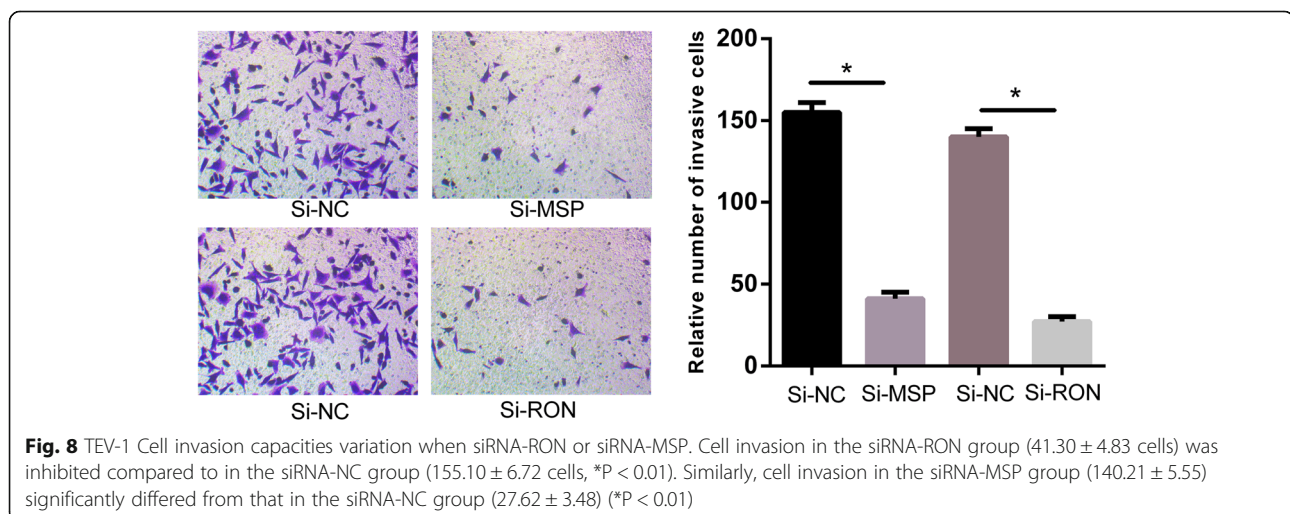 Si-NC
Si-MSP
Si-NC
Si-RON
Relative number of invasive cells
200
150
100
50
0
*
*
Si-NC
Si-MSP
Si-NC
Si-RON
Fig. 8 TEV-1 Cell invasion capacities variation when siRNA-RON or siRNA-MSP. Cell invasion in the siRNA-RON group (41.30 ± 4.83 cells) was
inhibited compared to in the siRNA-NC group (155.10 ± 6.72 cells, *P < 0.01). Similarly, cell invasion in the siRNA-MSP group (140.21 ± 5.55)
significantly differed from that in the siRNA-NC group (27.62 ± 3.48) (*P < 0.01)